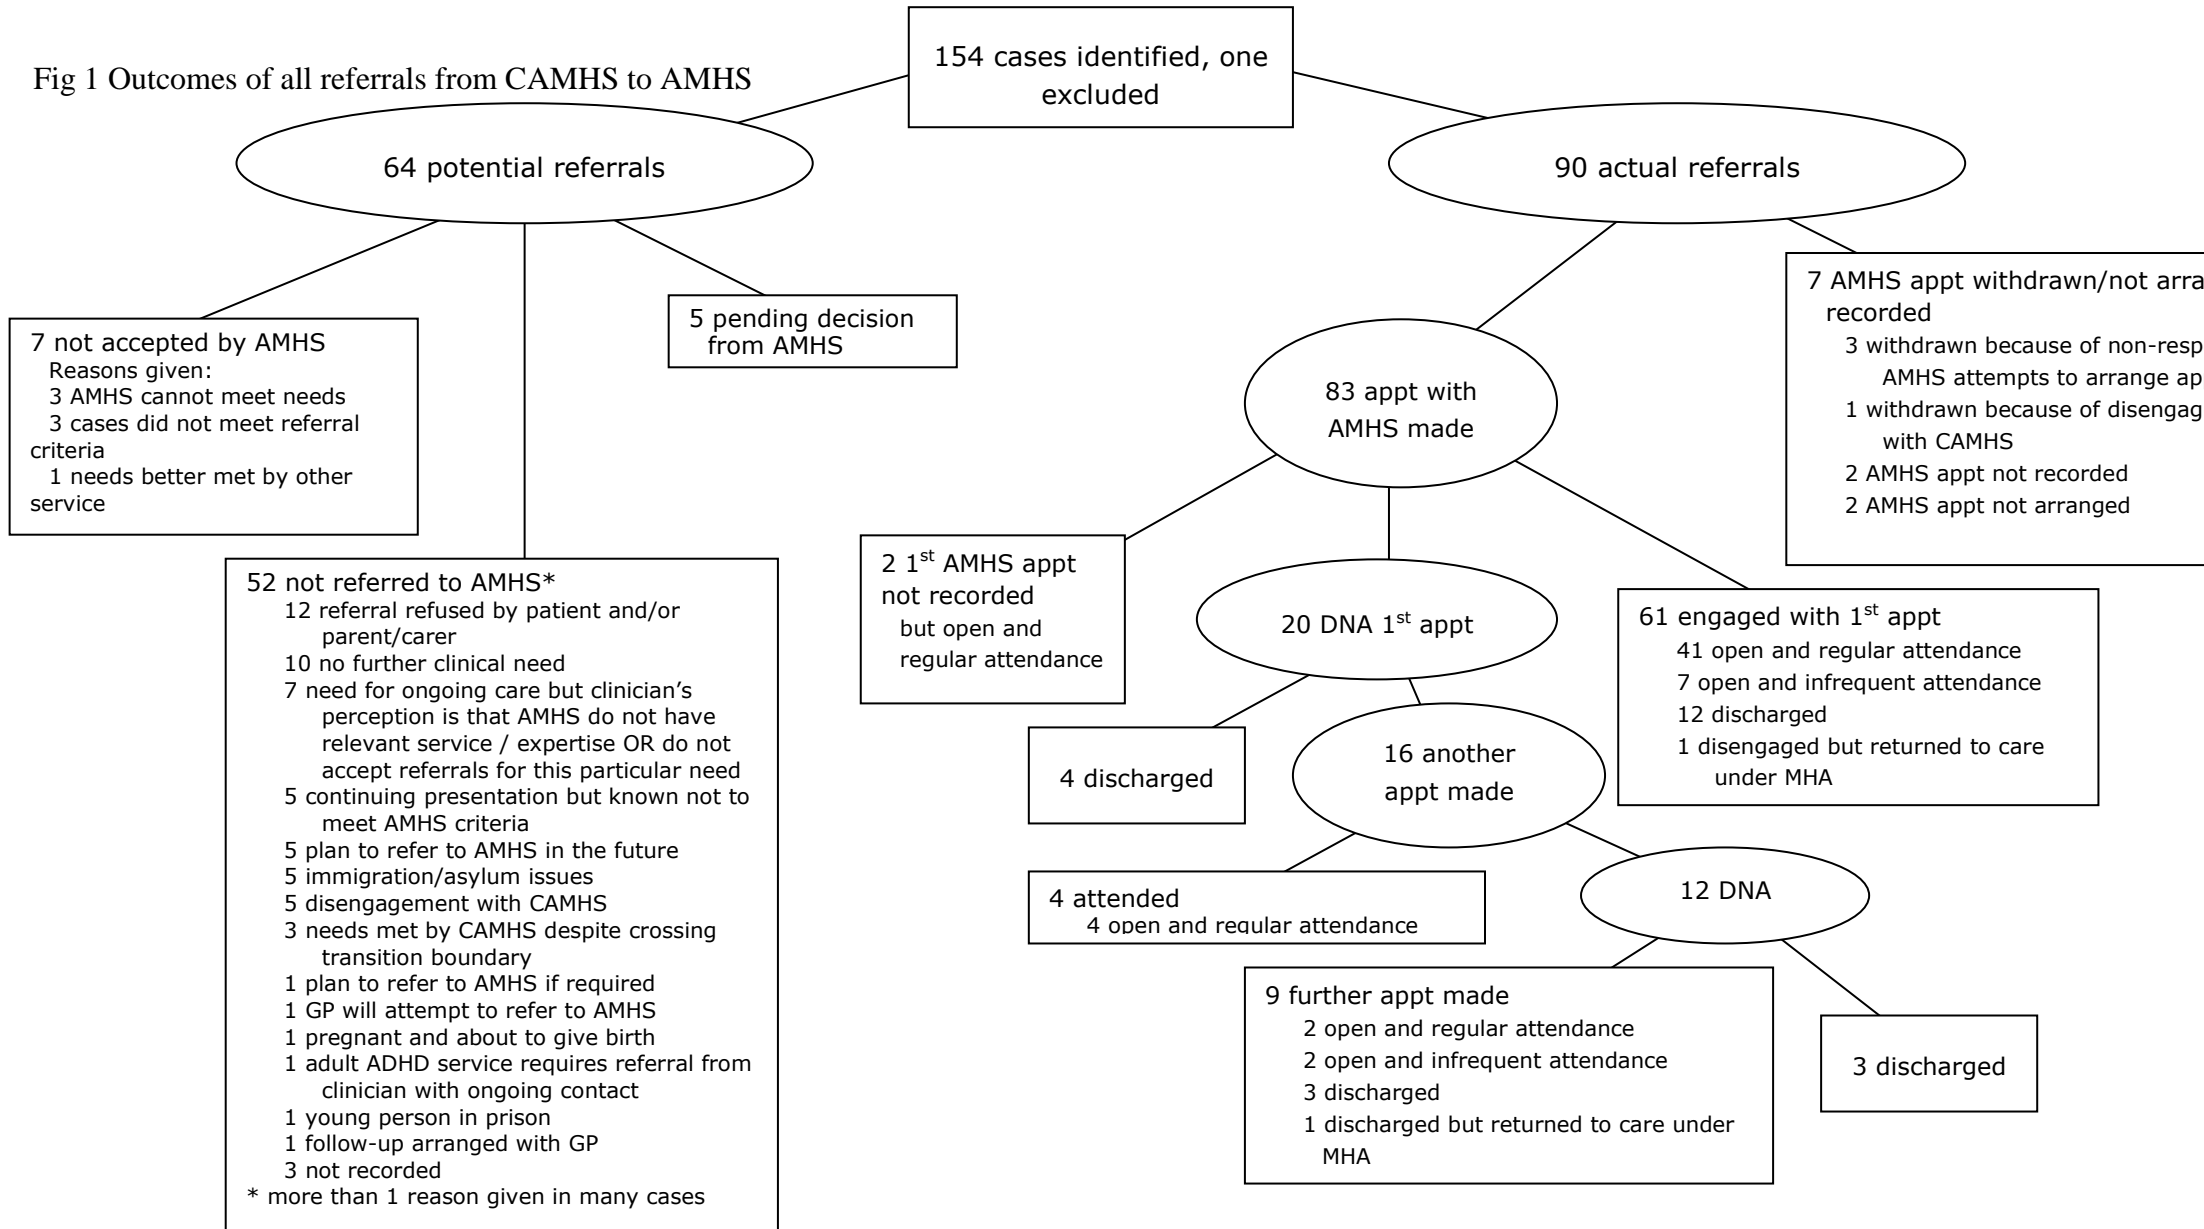 Fig 1 Outcomes of all referrals from CAMHS to AMHS
154 cases identified, one
excluded
64 potential referrals
90 actual referrals
7 not accepted by AMHS
Reasons given:
3 AMHS cannot meet needs
3 cases did not meet referral
criteria
1 needs better met by other
service
5 pending decision
from AMHS
52 not referred to AMHS*
12 referral refused by patient and/or
parent/carer
10 no further clinical need
7 need for ongoing care but clinician’s
perception is that AMHS do not have
relevant service / expertise OR do not
accept referrals for this particular need
5 continuing presentation but known not to
meet AMHS criteria
5 plan to refer to AMHS in the future
5 immigration/asylum issues
5 disengagement with CAMHS
3 needs met by CAMHS despite crossing
transition boundary
1 plan to refer to AMHS if required
1 GP will attempt to refer to AMHS
1 pregnant and about to give birth
1 adult ADHD service requires referral from
clinician with ongoing contact
1 young person in prison
1 follow-up arranged with GP
3 not recorded
* more than 1 reason given in many cases
83 appt with
AMHS made
7 AMHS appt withdrawn/not arra
recorded
3 withdrawn because of non-resp
AMHS attempts to arrange ap
1 withdrawn because of disengag
with CAMHS
2 AMHS appt not recorded
2 AMHS appt not arranged
2 1st AMHS appt
not recorded
but open and
regular attendance
20 DNA 1st appt
61 engaged with 1st appt
41 open and regular attendance
7 open and infrequent attendance
12 discharged
1 disengaged but returned to care
under MHA
4 discharged
16 another
appt made
4 attended
4 open and regular attendance
12 DNA
9 further appt made
2 open and regular attendance
2 open and infrequent attendance
3 discharged
1 discharged but returned to care under
MHA
3 discharged